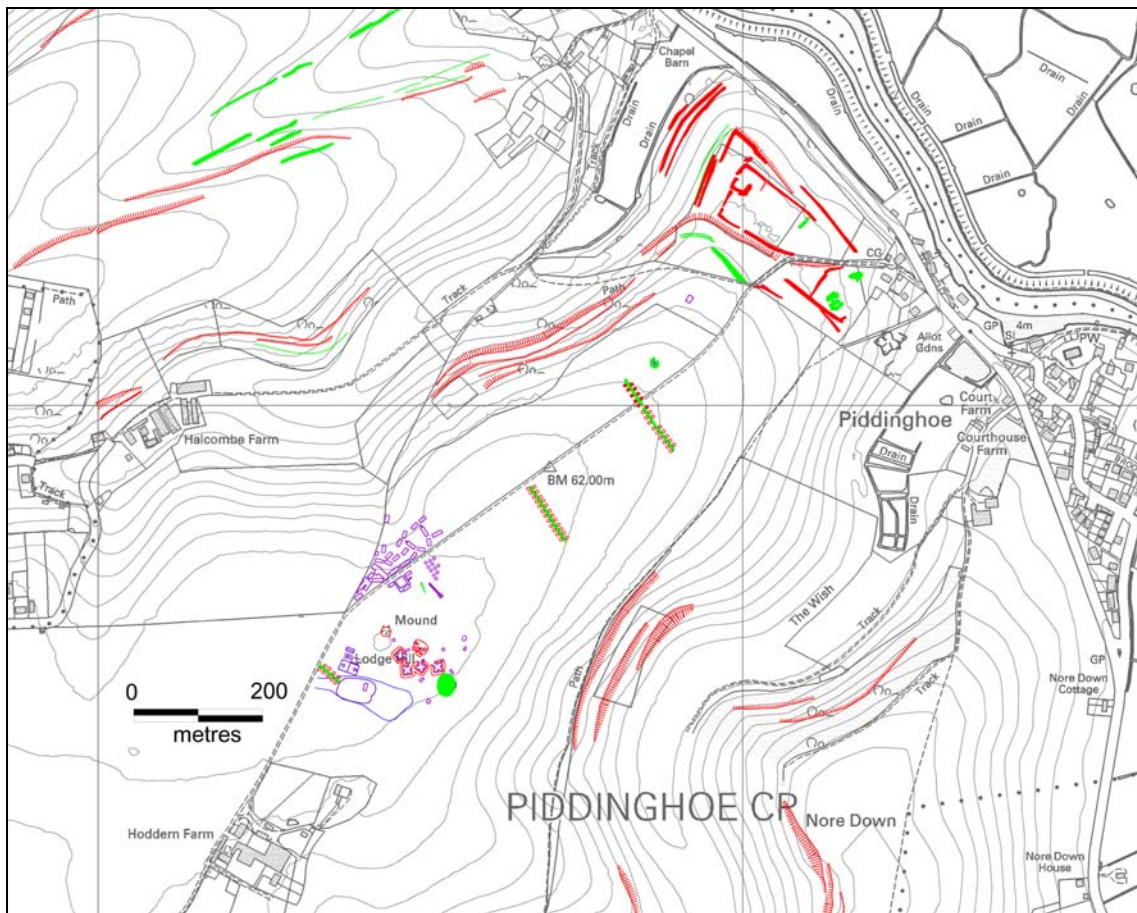 Chapel
Barn
Drain
Drain
Drain
Drain
Drain
Drain
Drain
Drain
Track
Drain
CG
Path
Track
Path
GP
4m
PW
Allot
Gdns
Court
Farm
Piddinghoe
Courthouse
Farm
Halcombe Farm
Drain
Track
BM 62.00m
Drain
The Wish
Track
Mound
Lodge Hill
Path
Track
GP
Nore Down
Cottage
0 200
metres
PIDDINGHOE CP
Nore Down
Hoddern Farm
Nore Down
House